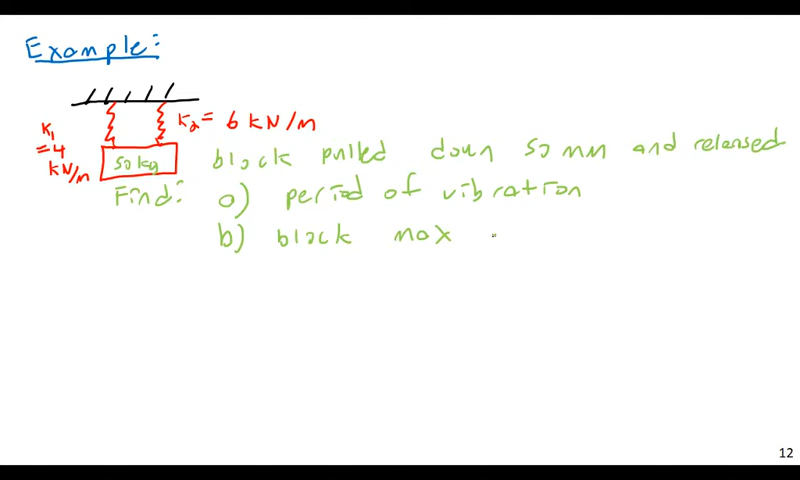 Example:
K₂ = 6 kN/m
K₁
= 4
kN/m
50 kg
block pulled down 50 mm and released
Find: a) period of vibration
b) block max
12